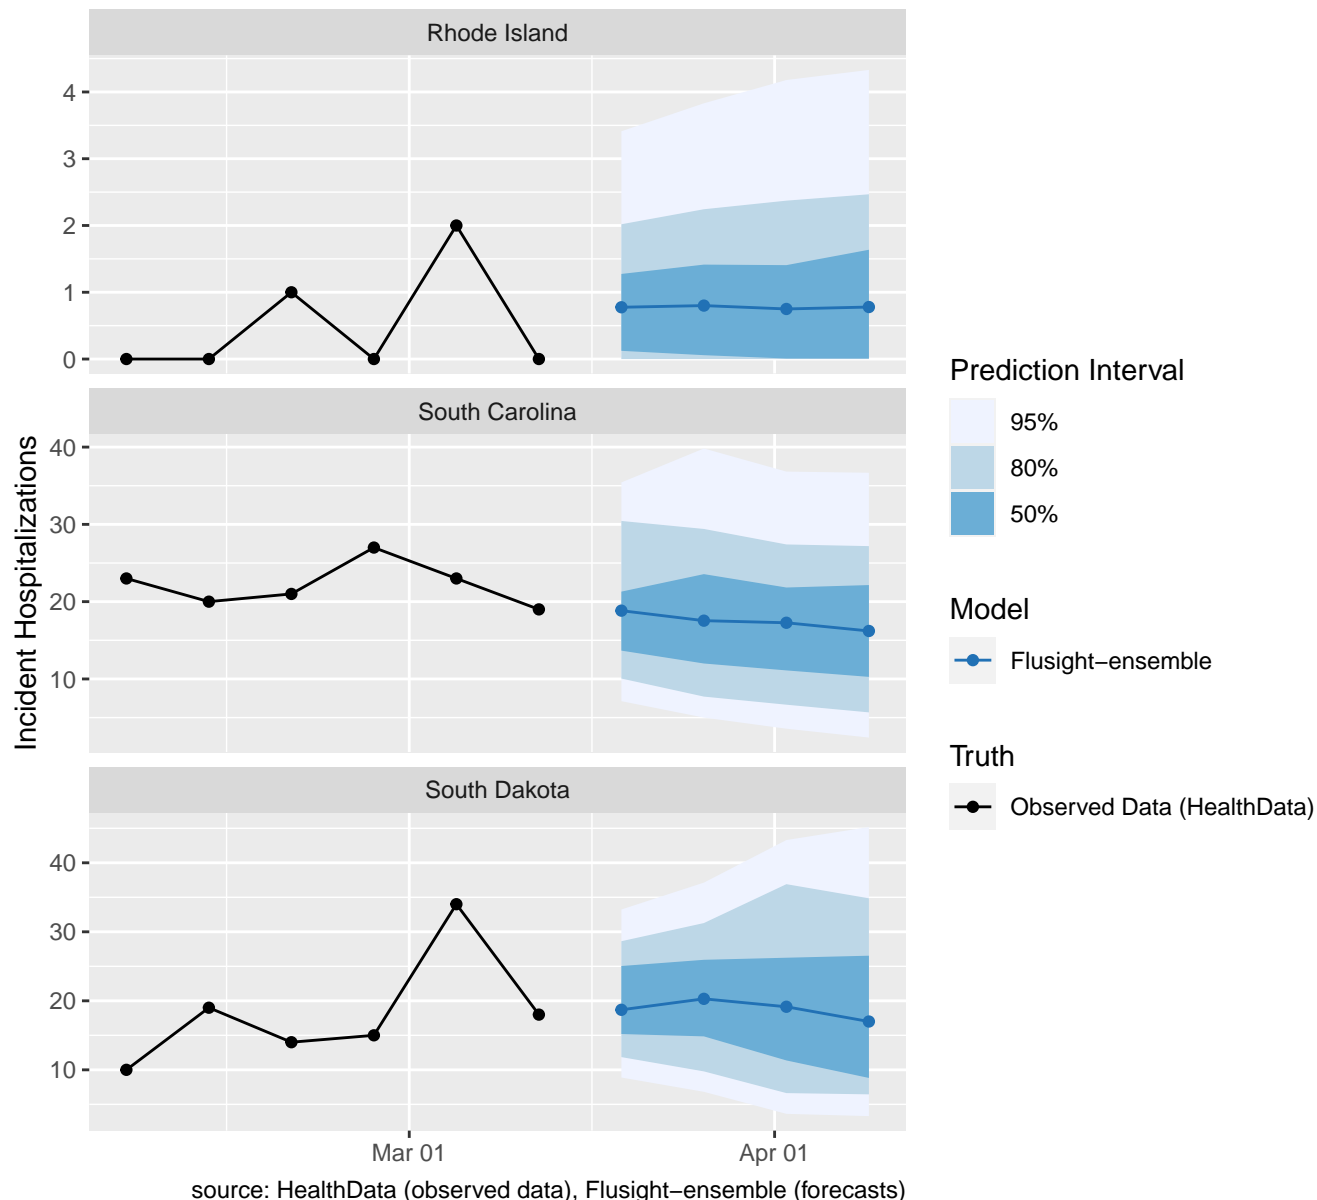 Rhode Island
4
3
2
1
0
South Carolina
40
30
20
10
South Dakota
40
30
20
10
Mar 01
Apr 01
Incident Hospitalizations
source: HealthData (observed data), Flusight−ensemble (forecasts)
Prediction Interval
95%
80%
50%
Model
Flusight−ensemble
Truth
Observed Data (HealthData)